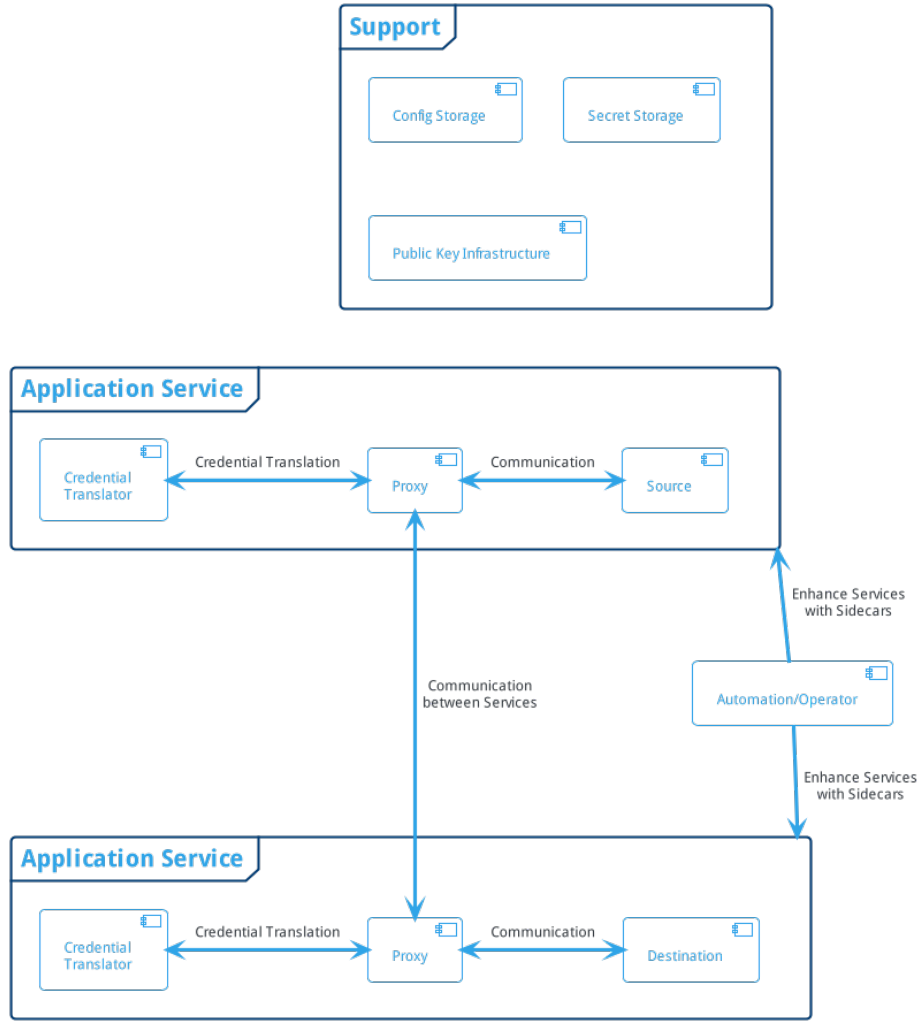 Support
Config Storage
Secret Storage
Public Key Infrastructure
Application Service
Credential
Translator
Credential Translation
Proxy
Communication
Source
Enhance Services
with Sidecars
Communication
between Services
Automation/Operator
Enhance Services
with Sidecars
Application Service
Credential
Translator
Credential Translation
Proxy
Communication
Destination